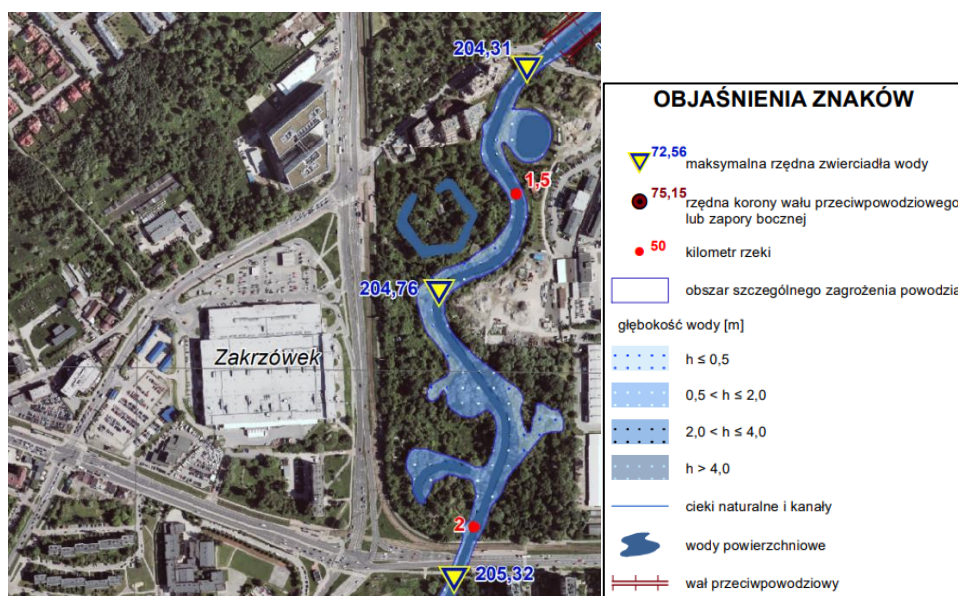 204,31
1,5
204,76
Zakrzówek
2
205,32
OBJAŚNIENIA ZNAKÓW
72,56
maksymalna rzędna zwierciadła wody
75,15
rzędna korony wału przeciwpowodziowego
lub zapory bocznej
50
kilometr rzeki
obszar szczególnego zagrożenia powodzią
głębokość wody [m]
h ≤ 0,5
0,5 < h ≤ 2,0
2,0 < h ≤ 4,0
h > 4,0
cieki naturalne i kanały
wody powierzchniowe
wał przeciwpowodziowy